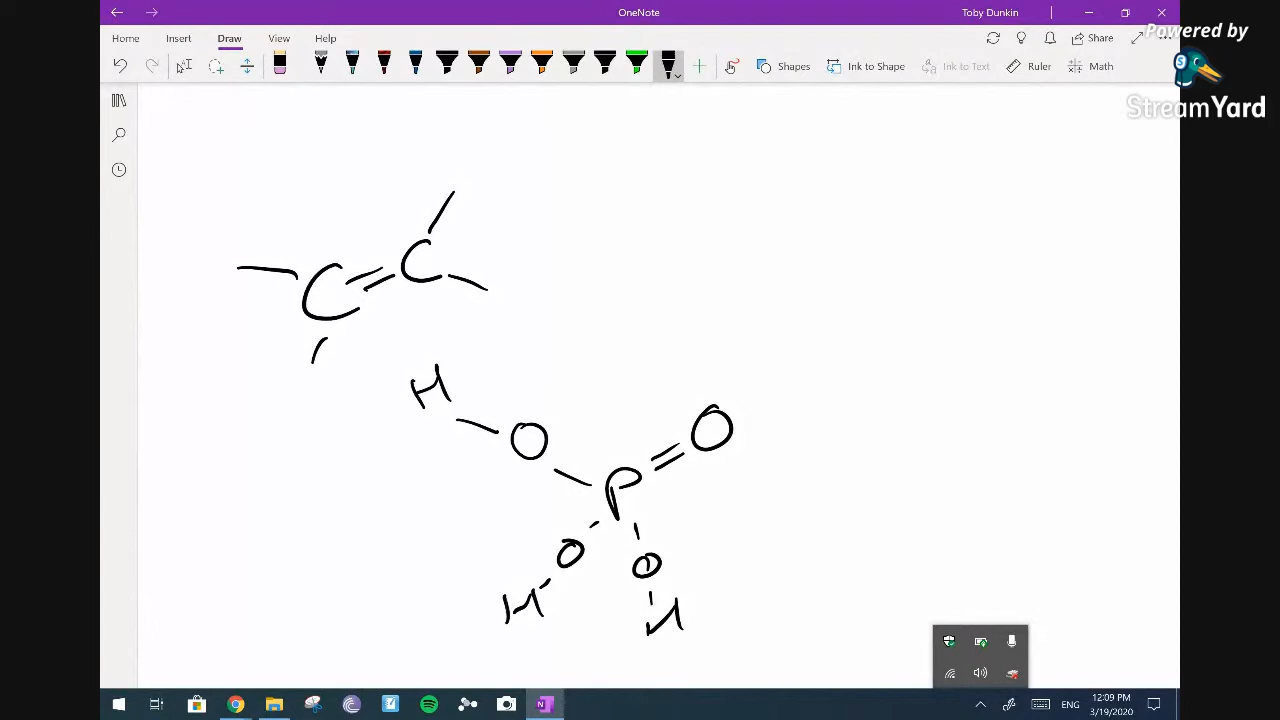 OneNote
Toby Dunkin
Powered by
StreamYard
Home Insert Draw View Help
Share
Shapes Ink to Shape Ink to Text Ruler Math
C C
H
O O
P
O O
H H
ENG
12:09 PM
3/19/2020